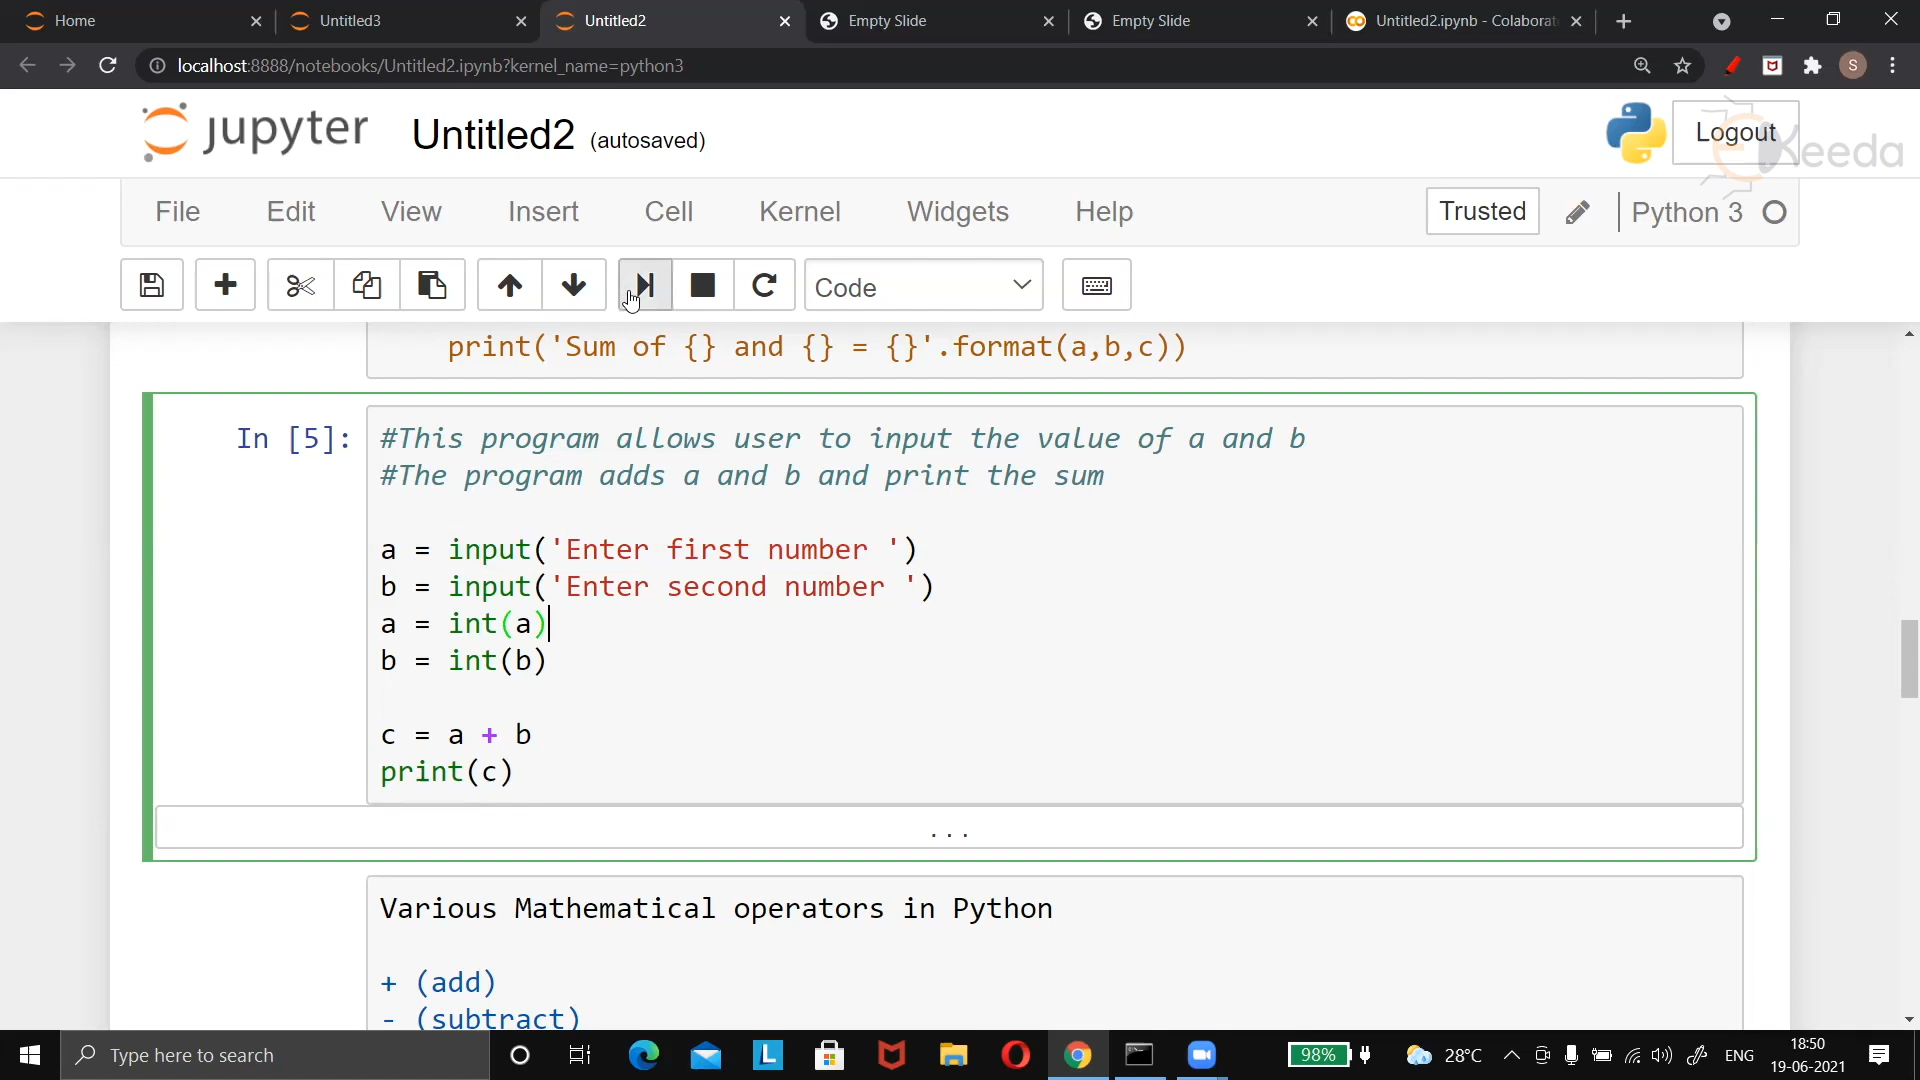 Home
Untitled3
Untitled2
Empty Slide
Empty Slide
Untitled2.ipynb - Colaborat
localhost:8888/notebooks/Untitled2.ipynb?kernel_name=python3
S
jupyter Untitled2 (autosaved)
Logout
EKeeda
File Edit View Insert Cell Kernel Widgets Help
Trusted
Python 3
Code
print('Sum of {} and {} = {}'.format(a,b,c))
In [5]:
#This program allows user to input the value of a and b
#The program adds a and b and print the sum
a = input('Enter first number ')
b = input('Enter second number ')
a = int(a)
b = int(b)
c = a + b
print(c)
...
Various Mathematical operators in Python
+ (add)
- (subtract)
Type here to search
L
98%
28°C
ENG
18:50
19-06-2021